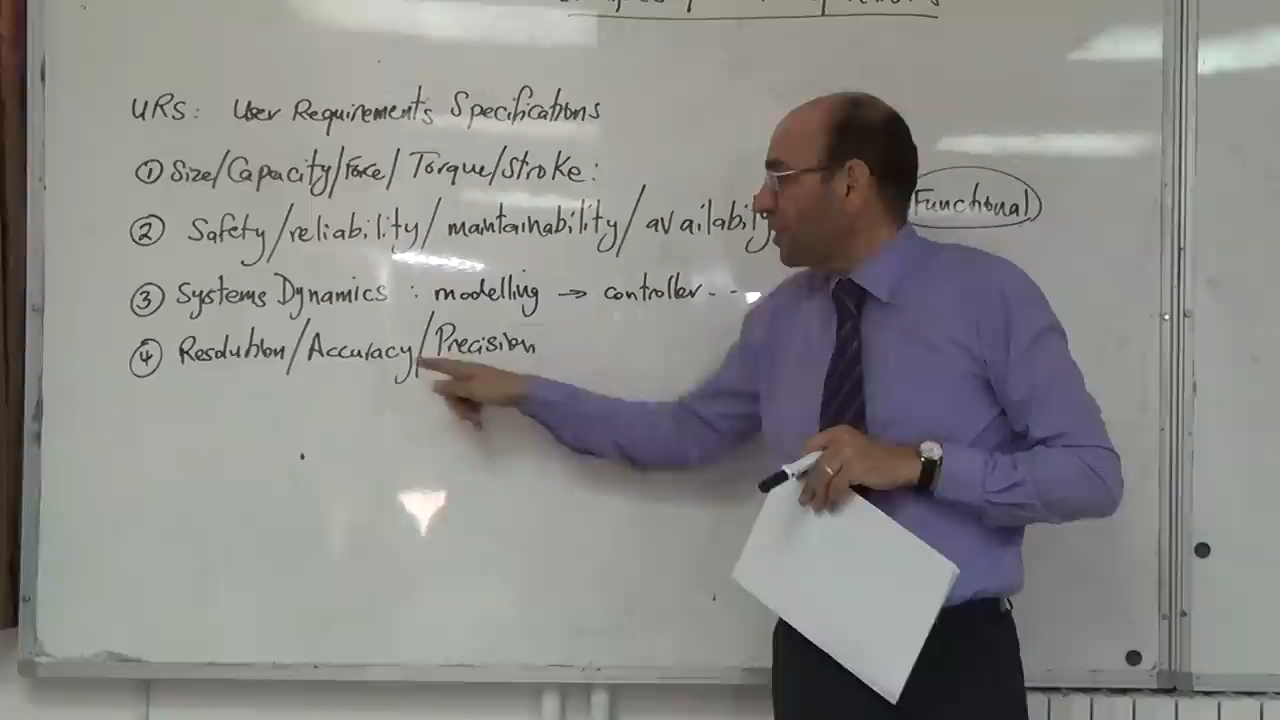 URS: User Requirements Specifications
① Size/Capacity/Force/Torque/stroke:
② Safety/reliability/maintainability/availabity
Functional
③ Systems Dynamics : modelling → controller - -
④ Resolution/Accuracy/Precision